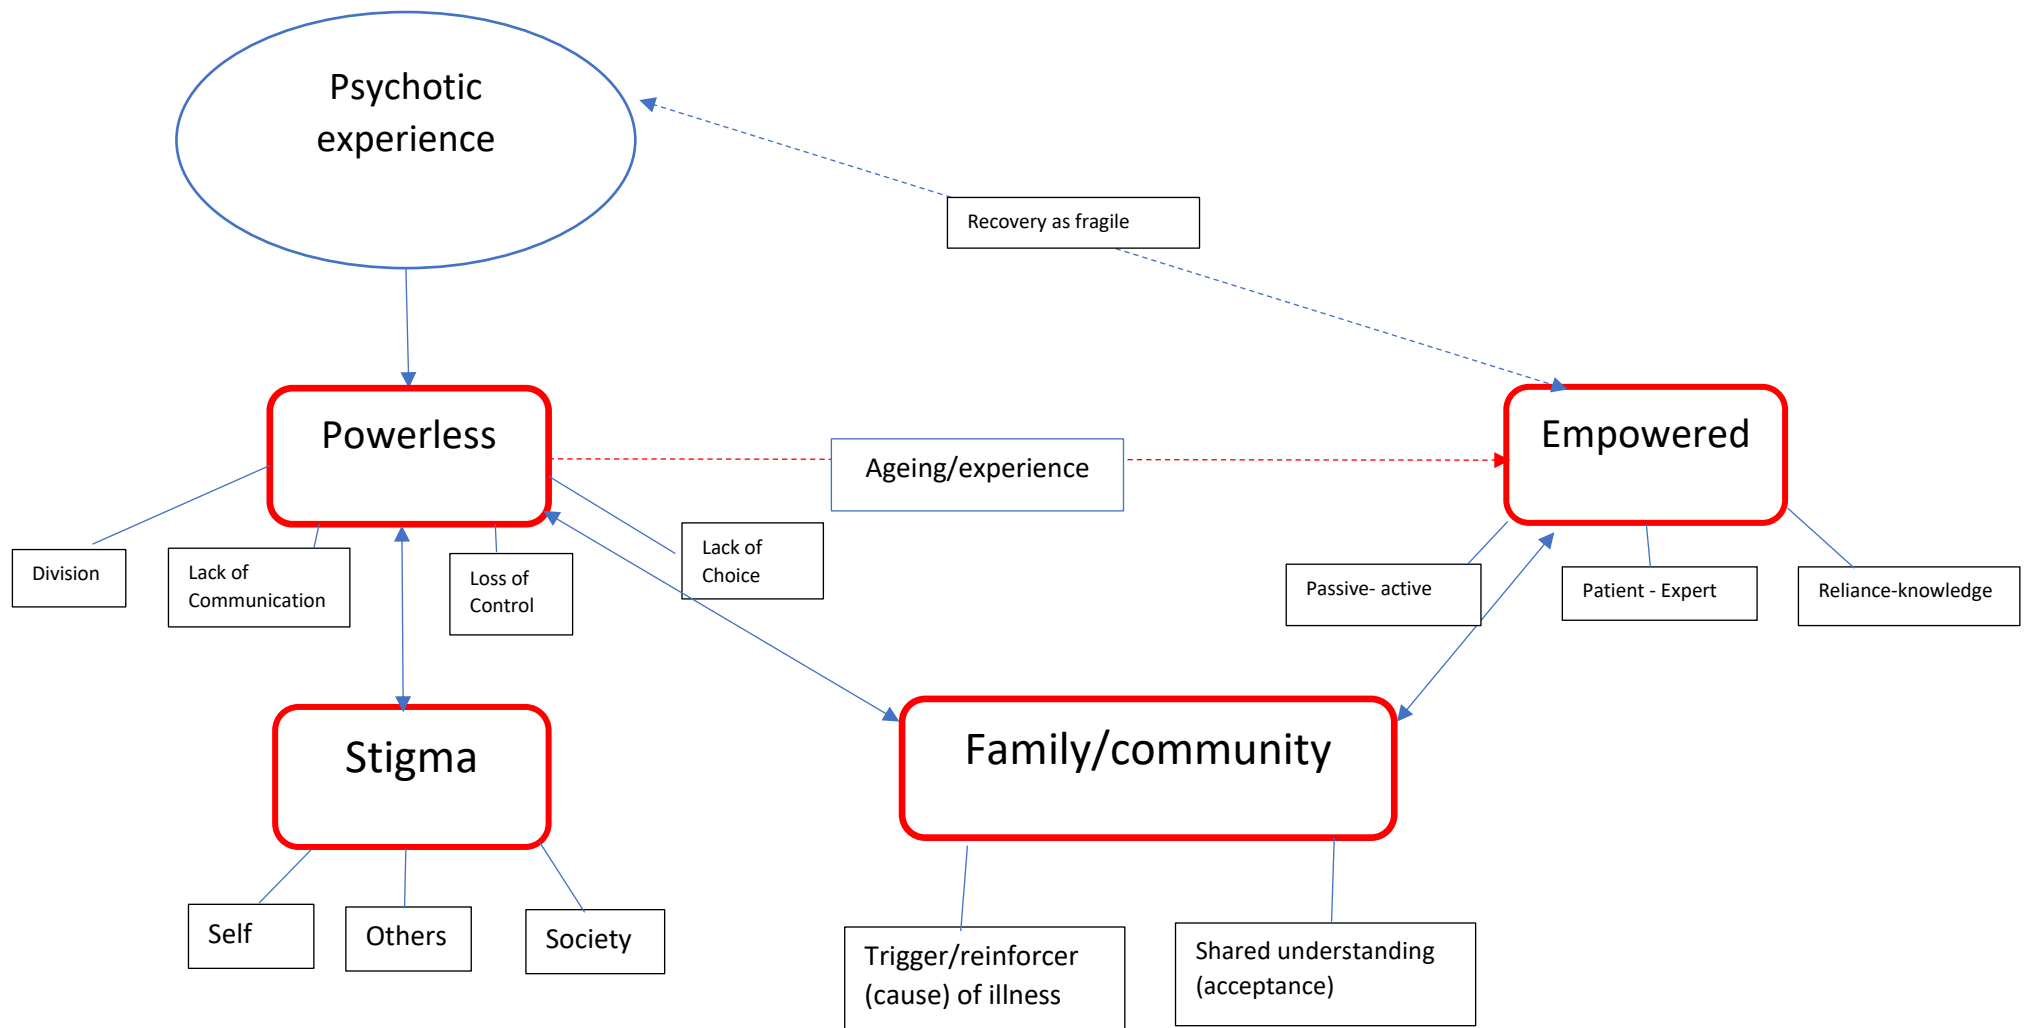 Psychotic
experience
Recovery as fragile
Powerless
Empowered
Ageing/experience
Division
Lack of
Communication
Loss of
Control
Lack of
Choice
Passive- active
Patient - Expert
Reliance-knowledge
Stigma
Family/community
Self
Others
Society
Trigger/reinforcer
(cause) of illness
Shared understanding
(acceptance)